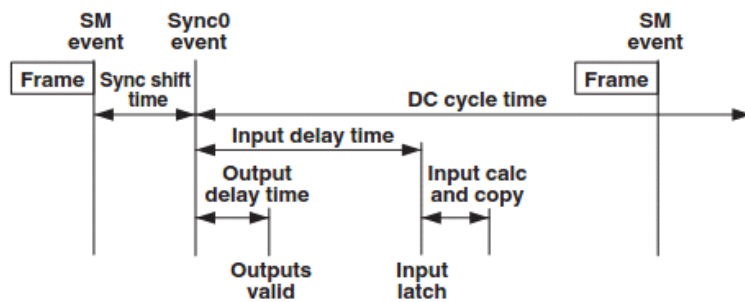 SM
event
Sync0
event
SM
event
Frame
Sync shift
time
Frame
DC cycle time
Input delay time
Output
delay time
Input calc
and copy
Outputs
valid
Input
latch